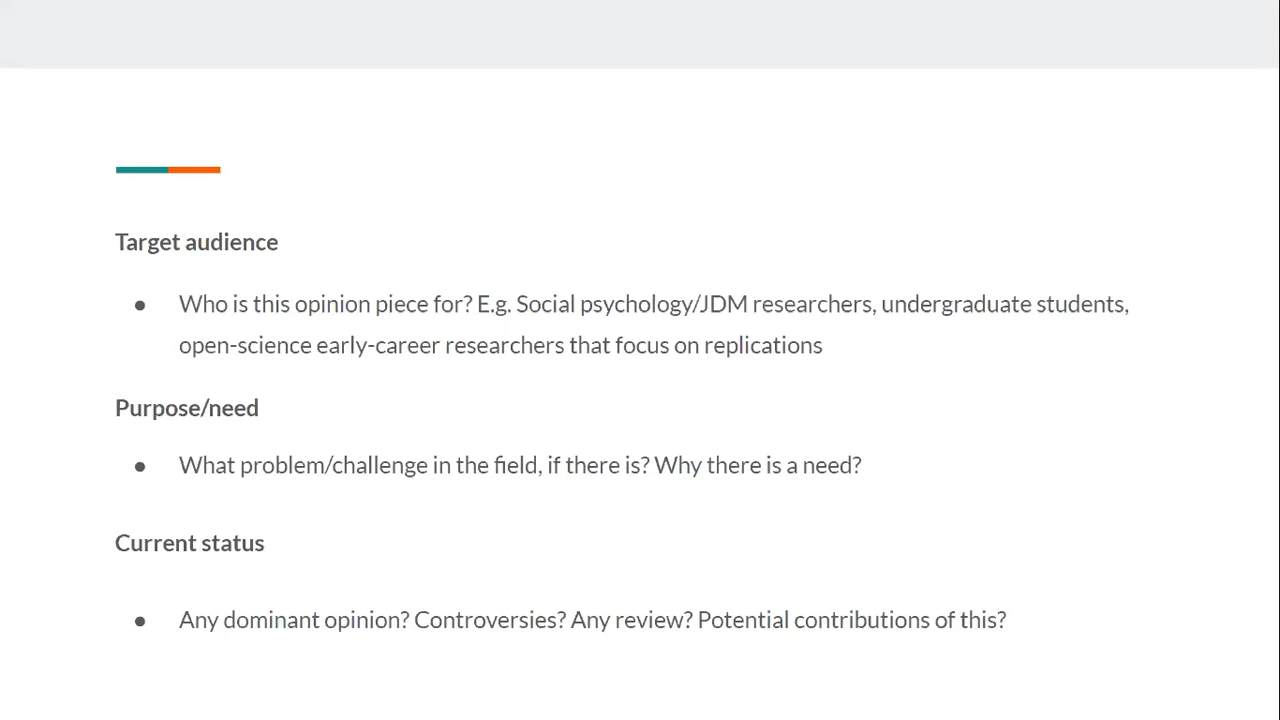 Target audience
● Who is this opinion piece for? E.g. Social psychology/JDM researchers, undergraduate students,
open-science early-career researchers that focus on replications
Purpose/need
● What problem/challenge in the field, if there is? Why there is a need?
Current status
● Any dominant opinion? Controversies? Any review? Potential contributions of this?